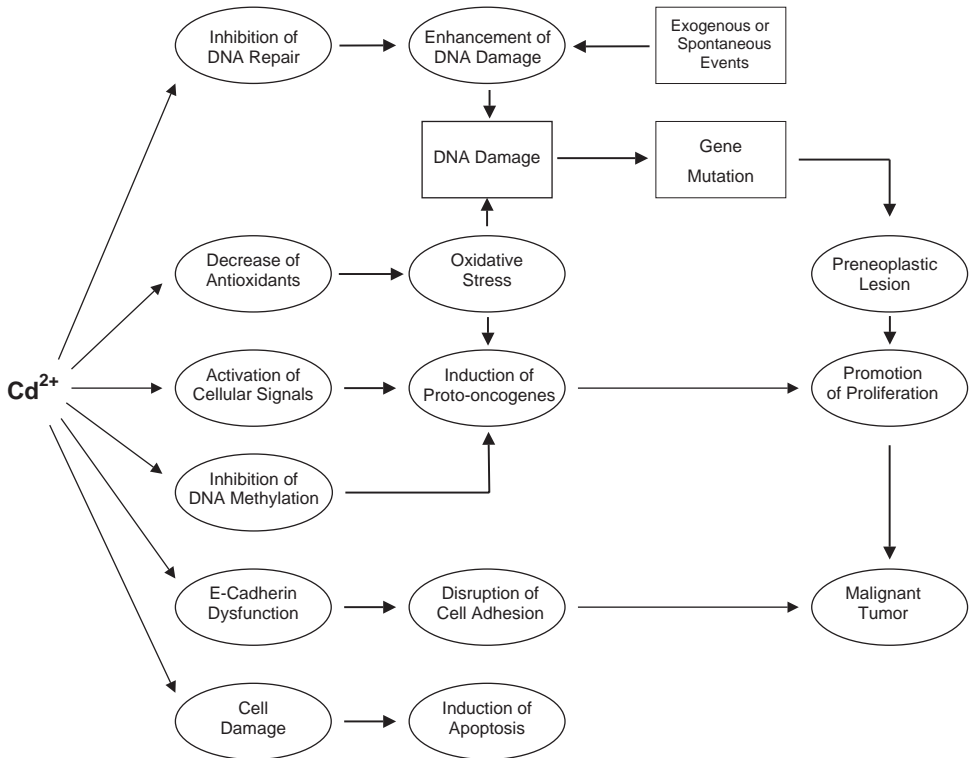 Inhibition of
DNA Repair
Enhancement of
DNA Damage
Exogenous or
Spontaneous
Events
DNA Damage
Gene
Mutation
Decrease of
Antioxidants
Oxidative
Stress
Preneoplastic
Lesion
Cd2+
Activation of
Cellular Signals
Induction of
Proto-oncogenes
Promotion
of Proliferation
Inhibition of
DNA Methylation
E-Cadherin
Dysfunction
Disruption of
Cell Adhesion
Malignant
Tumor
Cell
Damage
Induction of
Apoptosis